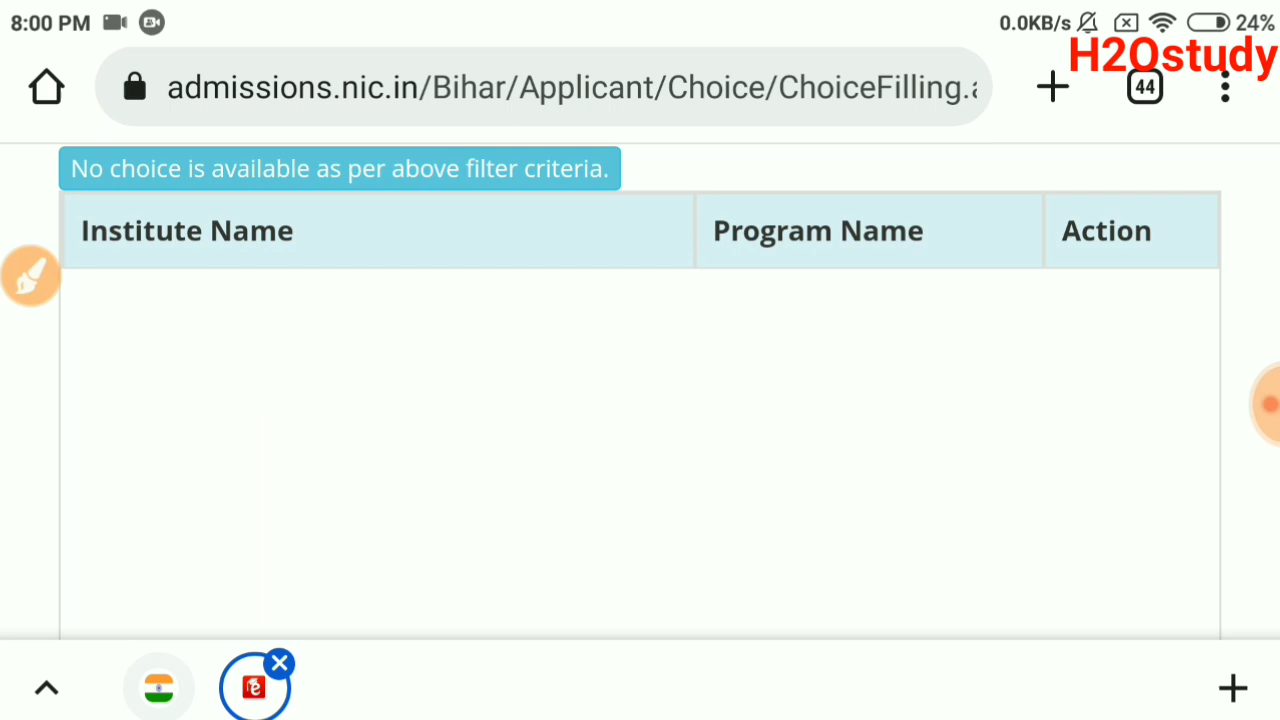 8:00 PM
0.0KB/s
24%
H2Ostudy
admissions.nic.in/Bihar/Applicant/Choice/ChoiceFilling.a
44
No choice is available as per above filter criteria.
Institute Name
Program Name
Action